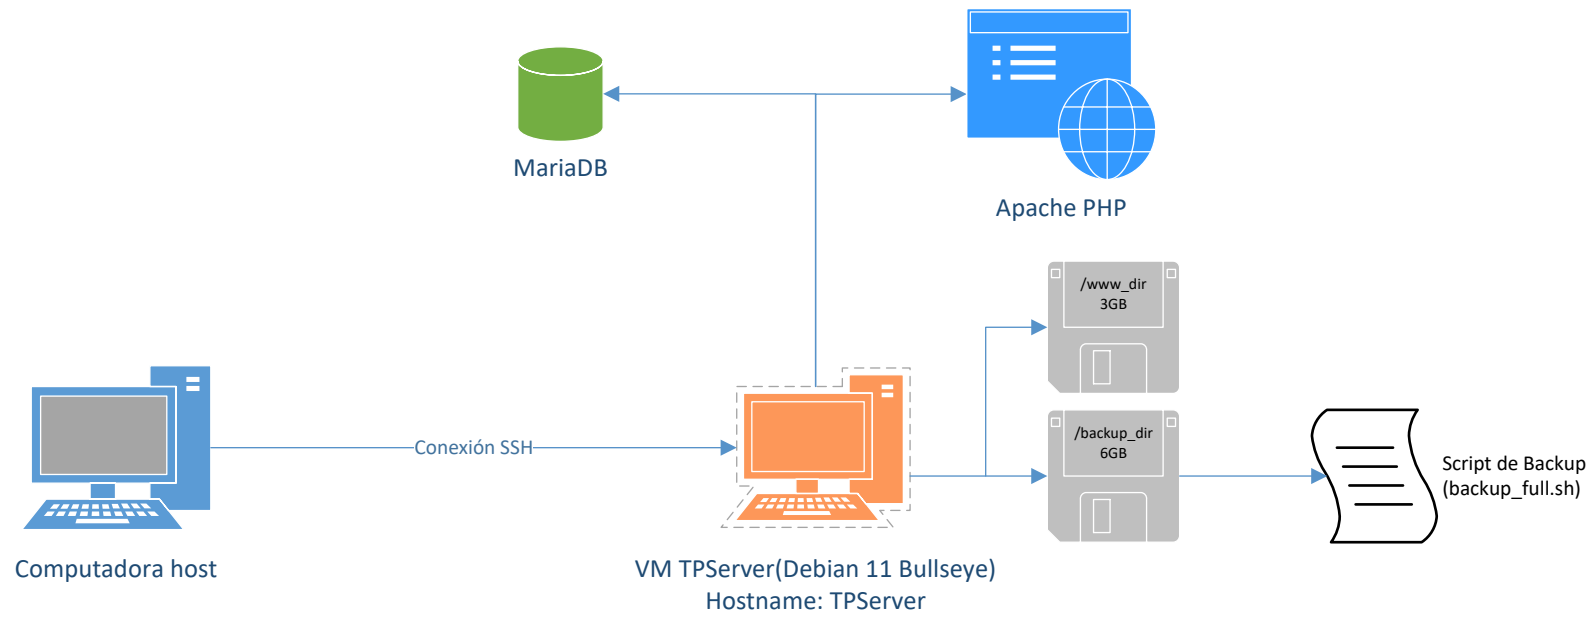 MariaDB
Apache PHP
/www_dir
3GB
/backup_dir
6GB
Conexión SSH
Script de Backup
(backup_full.sh)
Computadora host
VM TPServer(Debian 11 Bullseye)
Hostname: TPServer